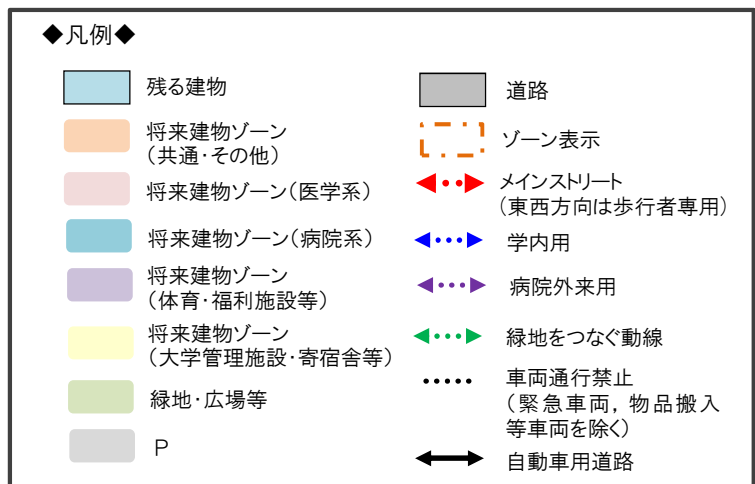 ◆凡例◆
残る建物
将来建物ゾーン
(共通・その他)
将来建物ゾーン(医学系)
将来建物ゾーン(病院系)
将来建物ゾーン
(体育・福利施設等)
将来建物ゾーン
(大学管理施設・寄宿舎等)
緑地・広場等
P
道路
ゾーン表示
メインストリート
(東西方向は歩行者専用)
学内用
病院外来用
緑地をつなぐ動線
車両通行禁止
(緊急車両，物品搬入
等車両を除く)
自動車用道路